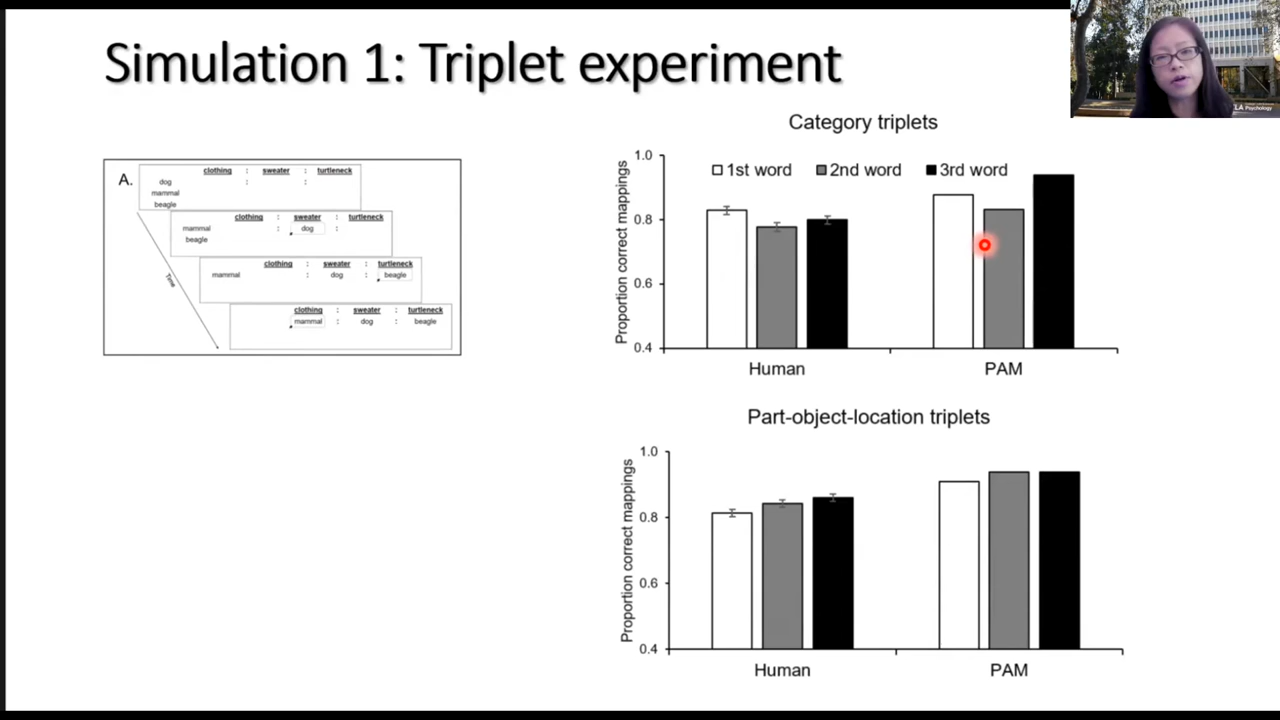 Simulation 1: Triplet experiment
LA Psychology
A.
clothing : sweater : turtleneck
dog : :
mammal
beagle
clothing : sweater : turtleneck
mammal : dog :
beagle
clothing : sweater : turtleneck
mammal : dog : beagle
clothing : sweater : turtleneck
mammal : dog : beagle
Time
Category triplets
1st word 2nd word 3rd word
Proportion correct mappings
1.0
0.8
0.6
0.4
Human PAM
Part-object-location triplets
Proportion correct mappings
1.0
0.8
0.6
0.4
Human PAM